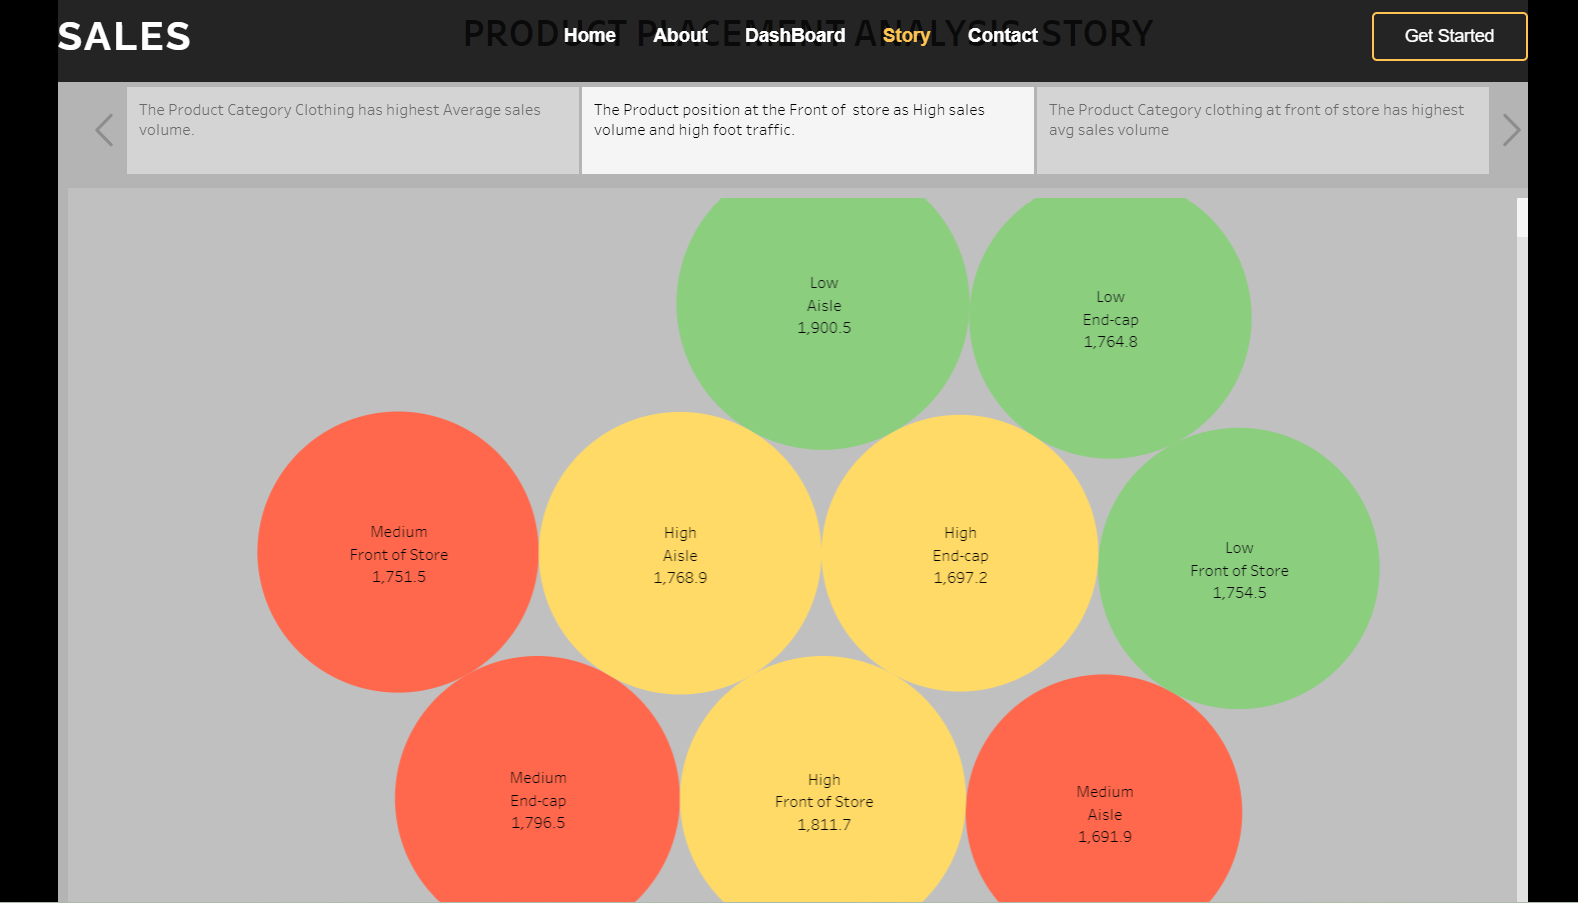 SALES
PRODUCT PLACEMENT ANALYSIS STORY
Home About DashBoard Story Contact
Get Started
The Product Category Clothing has highest Average sales
volume.
The Product position at the Front of  store as High sales
volume and high foot traffic.
The Product Category clothing at front of store has highest
avg sales volume
Low
Aisle
1,900.5
Low
End-cap
1,764.8
Medium
Front of Store
1,751.5
High
Aisle
1,768.9
High
End-cap
1,697.2
Low
Front of Store
1,754.5
Medium
End-cap
1,796.5
High
Front of Store
1,811.7
Medium
Aisle
1,691.9